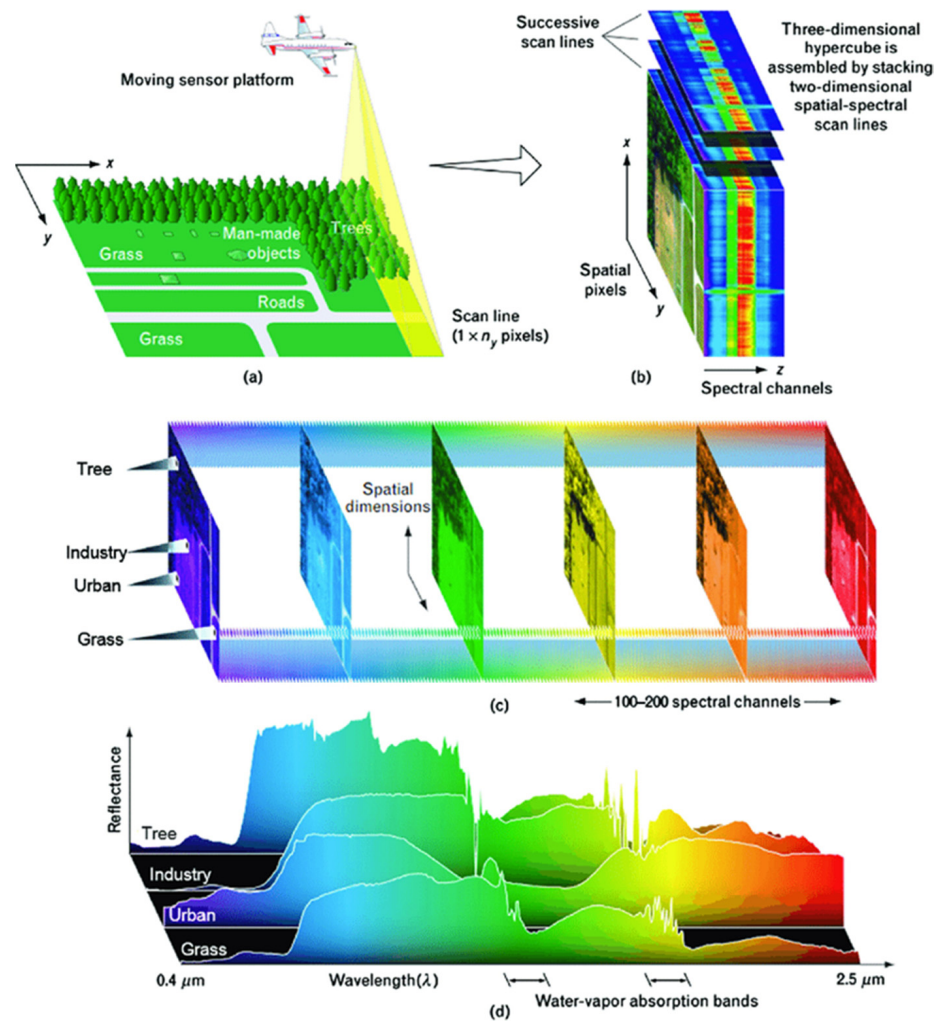 Moving sensor platform
x
y
Trees
Man-made
objects
Grass
Roads
Grass
Scan line
(1 × ny pixels)
(a)
Successive
scan lines
Three-dimensional
hypercube is
assembled by stacking
two-dimensional
spatial-spectral
scan lines
x
Spatial
pixels
y
z
(b)
Spectral channels
Tree
Spatial
dimensions
Industry
Urban
Grass
(c)
100–200 spectral channels
Reflectance
Tree
Industry
Urban
Grass
0.4 μm
Wavelength(λ)
2.5 μm
Water-vapor absorption bands
(d)